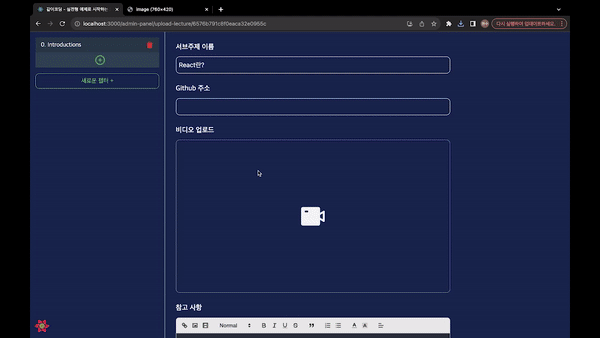 같이코딩 - 실전형 예제로 시작하는
image (760×420)
localhost:3000/admin-panel/upload-lecture/6576b791c8f0eaca32e0956c
다시 실행하여 업데이트하세요.
0. Introductions
새로운 챕터 +
서브주제 이름
React란?
Github 주소
비디오 업로드
참고 사항
Normal
B I U S